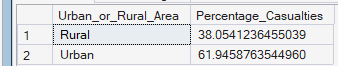 Urban_or_Rural_Area Percentage_Casualties
1 Rural 38.0541236455039
2 Urban 61.9458763544960